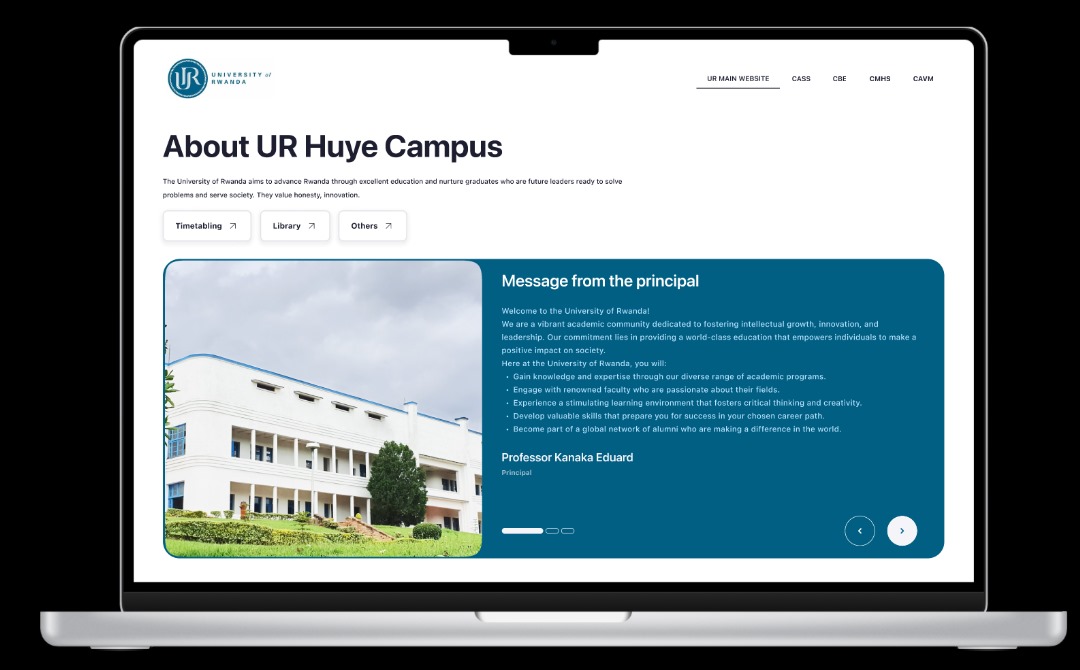 UR
UNIVERSITY of
RWANDA
UR MAIN WEBSITE
CASS
CBE
CMHS
CAVM
About UR Huye Campus
The University of Rwanda aims to advance Rwanda through excellent education and nurture graduates who are future leaders ready to solve
problems and serve society. They value honesty, innovation.
Timetabling
Library
Others
Message from the principal
Welcome to the University of Rwanda!
We are a vibrant academic community dedicated to fostering intellectual growth, innovation, and
leadership. Our commitment lies in providing a world-class education that empowers individuals to make a
positive impact on society.
Here at the University of Rwanda, you will:
• Gain knowledge and expertise through our diverse range of academic programs.
• Engage with renowned faculty who are passionate about their fields.
• Experience a stimulating learning environment that fosters critical thinking and creativity.
• Develop valuable skills that prepare you for success in your chosen career path.
• Become part of a global network of alumni who are making a difference in the world.
Professor Kanaka Eduard
Principal